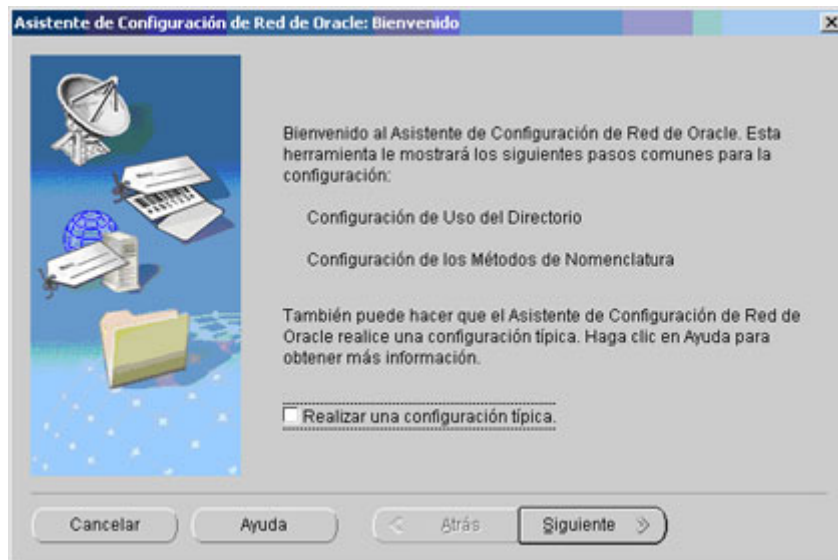 Asistente de Configuración de Red de Oracle: Bienvenido
Bienvenido al Asistente de Configuración de Red de Oracle. Esta
herramienta le mostrará los siguientes pasos comunes para la
configuración:
Configuración de Uso del Directorio
Configuración de los Métodos de Nomenclatura
También puede hacer que el Asistente de Configuración de Red de
Oracle realice una configuración típica. Haga clic en Ayuda para
obtener más información.
Realizar una configuración típica.
Cancelar
Ayuda
Atrás
Siguiente